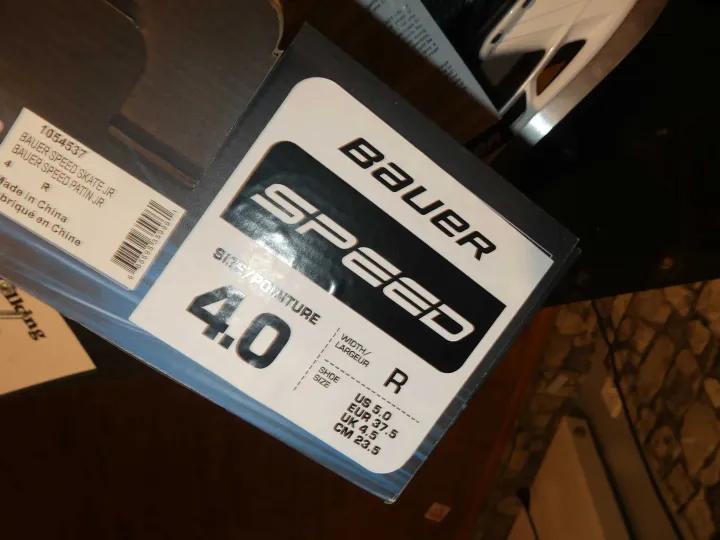 1054537
BAUER SPEED SKATE JR
BAUER SPEED PATIN JR
4 R
Made in China
briqué en Chine
BAUER
SPEED
SIZE/POINTURE
4.0
WIDTH/
LARGEUR
R
SHOE
SIZE
US 5.0
EUR 37.5
UK 4.5
CM 23.5